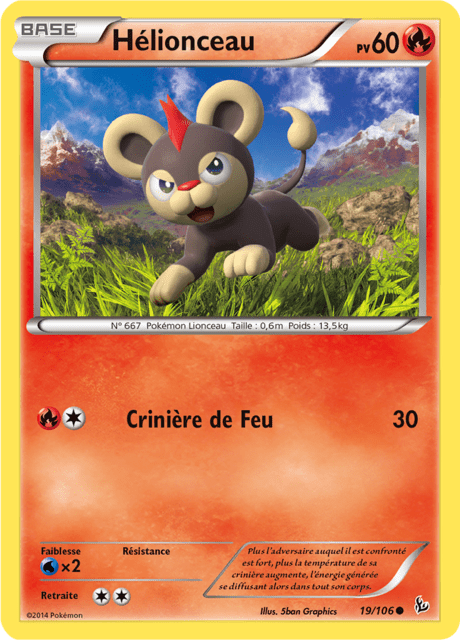 BASE
Hélionceau
PV60
N° 667 Pokémon Lionceau Taille : 0,6m Poids : 13,5kg
Crinière de Feu 30
Faiblesse Résistance
×2
Plus l'adversaire auquel il est confronté
est fort, plus la température de sa
crinière augmente, l'énergie générée
se diffusant alors dans tout son corps.
Retraite
©2014 Pokémon
Illus. 5ban Graphics
19/106